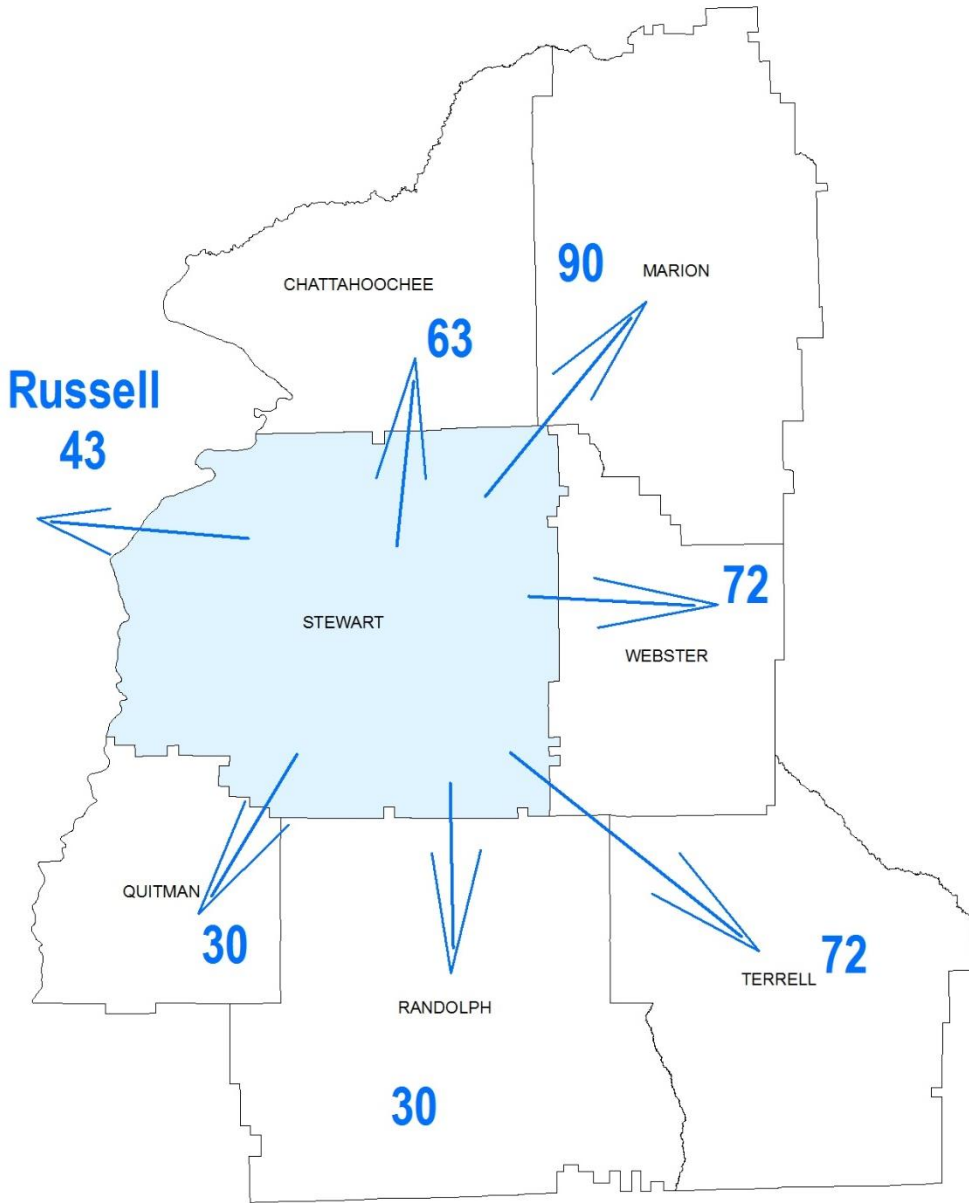 90
MARION
CHATTAHOOCHEE
63
Russell
43
72
STEWART
WEBSTER
QUITMAN
30
72
TERRELL
RANDOLPH
30